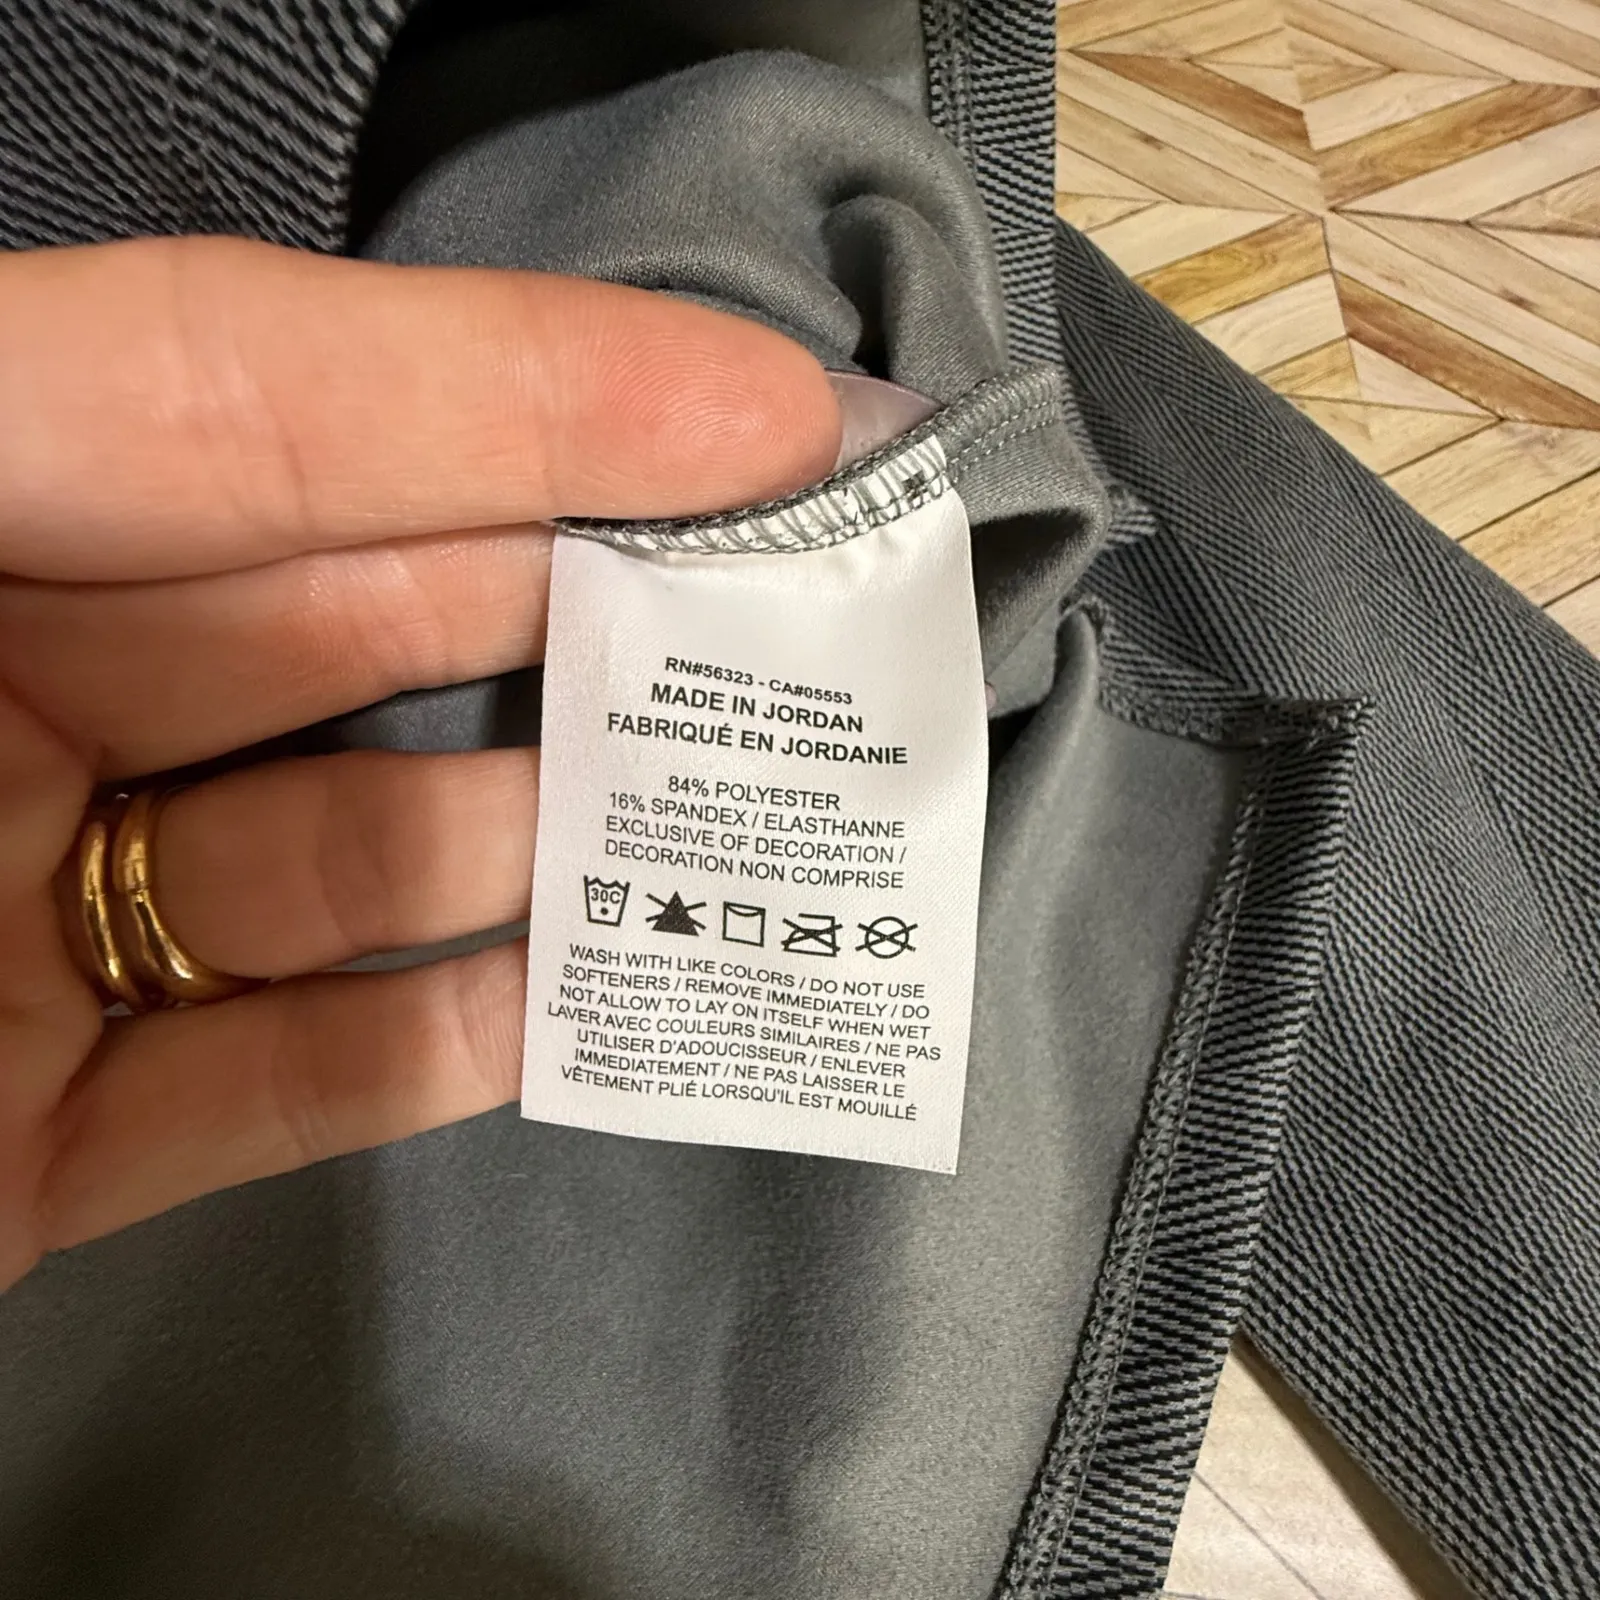 RN#56323 - CA#05553
MADE IN JORDAN
FABRIQUÉ EN JORDANIE
84% POLYESTER
16% SPANDEX / ELASTHANNE
EXCLUSIVE OF DECORATION /
DECORATION NON COMPRISE
30C
WASH WITH LIKE COLORS / DO NOT USE
SOFTENERS / REMOVE IMMEDIATELY / DO
NOT ALLOW TO LAY ON ITSELF WHEN WET
LAVER AVEC COULEURS SIMILAIRES / NE PAS
UTILISER D'ADOUCISSEUR / ENLEVER
IMMEDIATEMENT / NE PAS LAISSER LE
VÊTEMENT PLIÉ LORSQU'IL EST MOUILLÉ